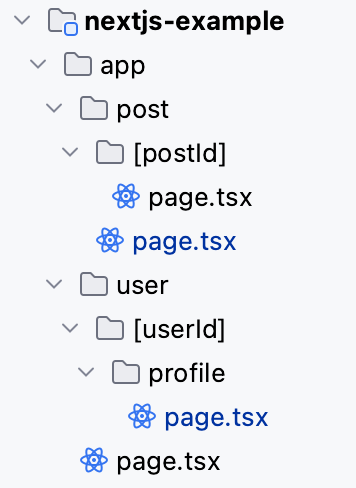 nextjs-example
app
post
[postId]
page.tsx
page.tsx
user
[userId]
profile
page.tsx
page.tsx